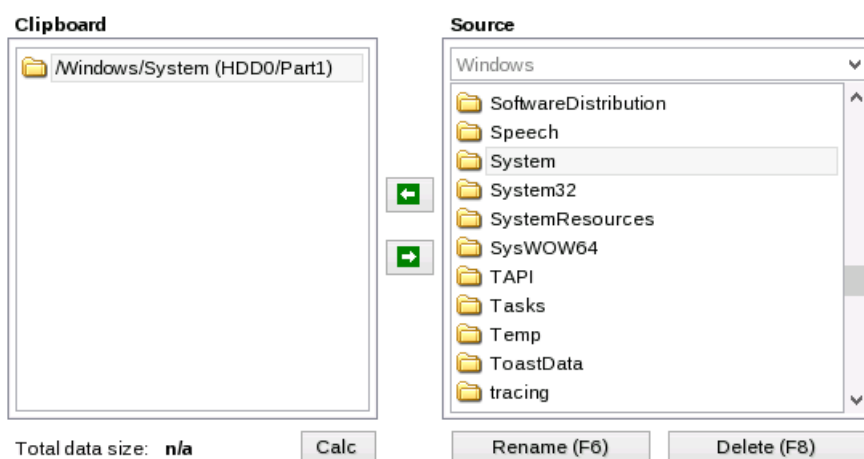 Clipboard
/Windows/System (HDD0/Part1)
Total data size: n/a
Calc
Source
Windows
SoftwareDistribution
Speech
System
System32
SystemResources
SysWOW64
TAPI
Tasks
Temp
ToastData
tracing
Rename (F6)
Delete (F8)